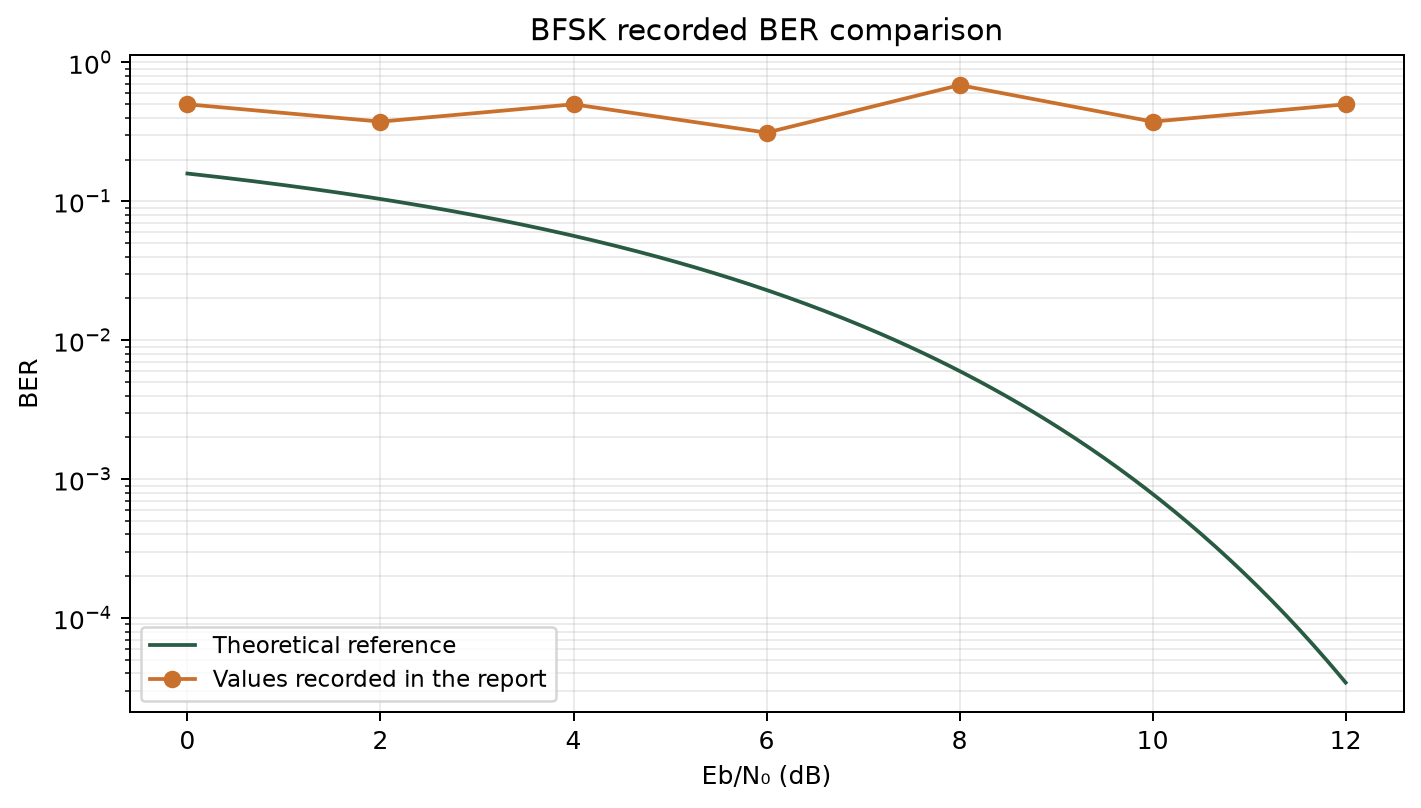 BFSK recorded BER comparison
10⁰
10⁻¹
10⁻²
10⁻³
10⁻⁴
BER
Theoretical reference
Values recorded in the report
0 2 4 6 8 10 12
Eb/N₀ (dB)